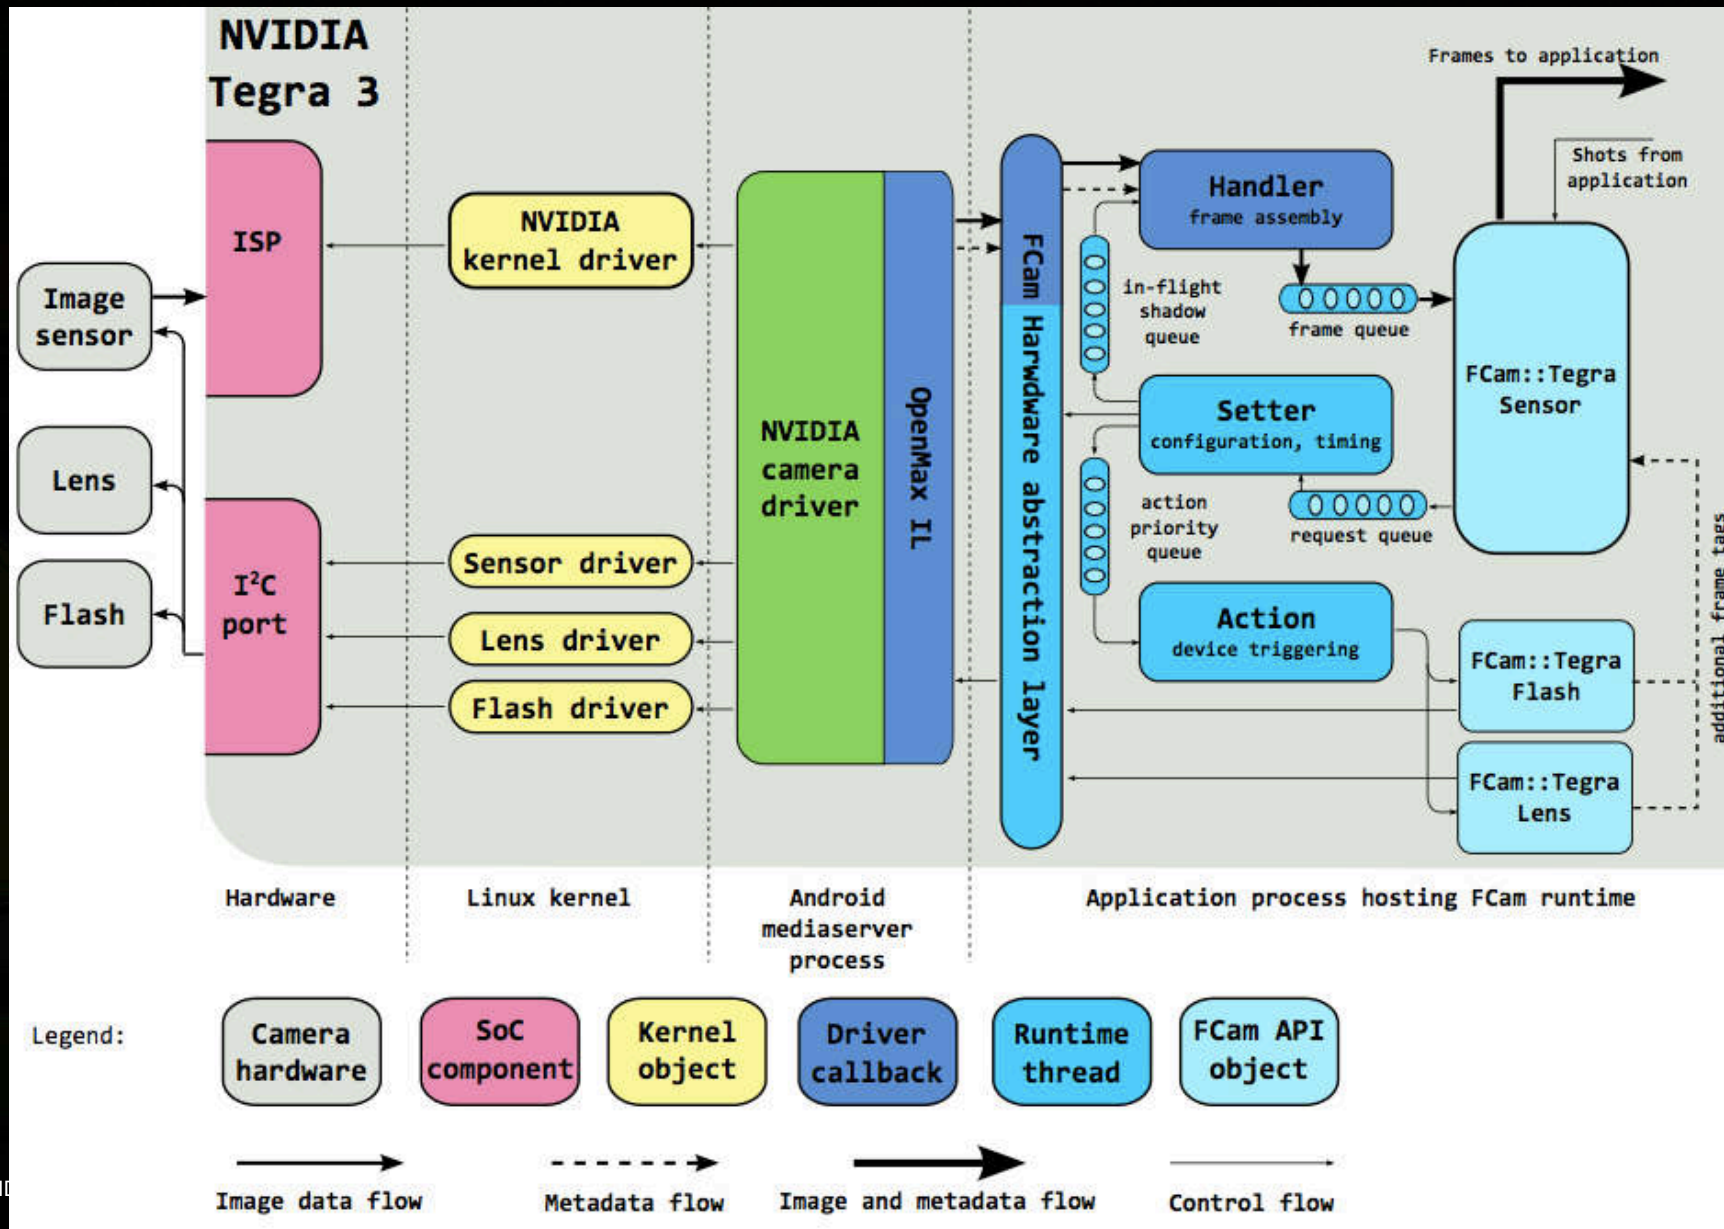 NVIDIA
Tegra 3
Frames to application
Shots from
application
ISP
Image
sensor
Lens
Flash
I²C
port
NVIDIA
kernel driver
Sensor driver
Lens driver
Flash driver
NVIDIA
camera
driver
OpenMax IL
FCam Harwdware abstraction layer
Handler
frame assembly
in-flight
shadow
queue
frame queue
Setter
configuration, timing
action
priority
queue
request queue
Action
device triggering
FCam::Tegra
Sensor
FCam::Tegra
Flash
FCam::Tegra
Lens
additional frame tags
Hardware
Linux kernel
Android
mediaserver
process
Application process hosting FCam runtime
Legend:
Camera
hardware
SoC
component
Kernel
object
Driver
callback
Runtime
thread
FCam API
object
Image data flow
Metadata flow
Image and metadata flow
Control flow